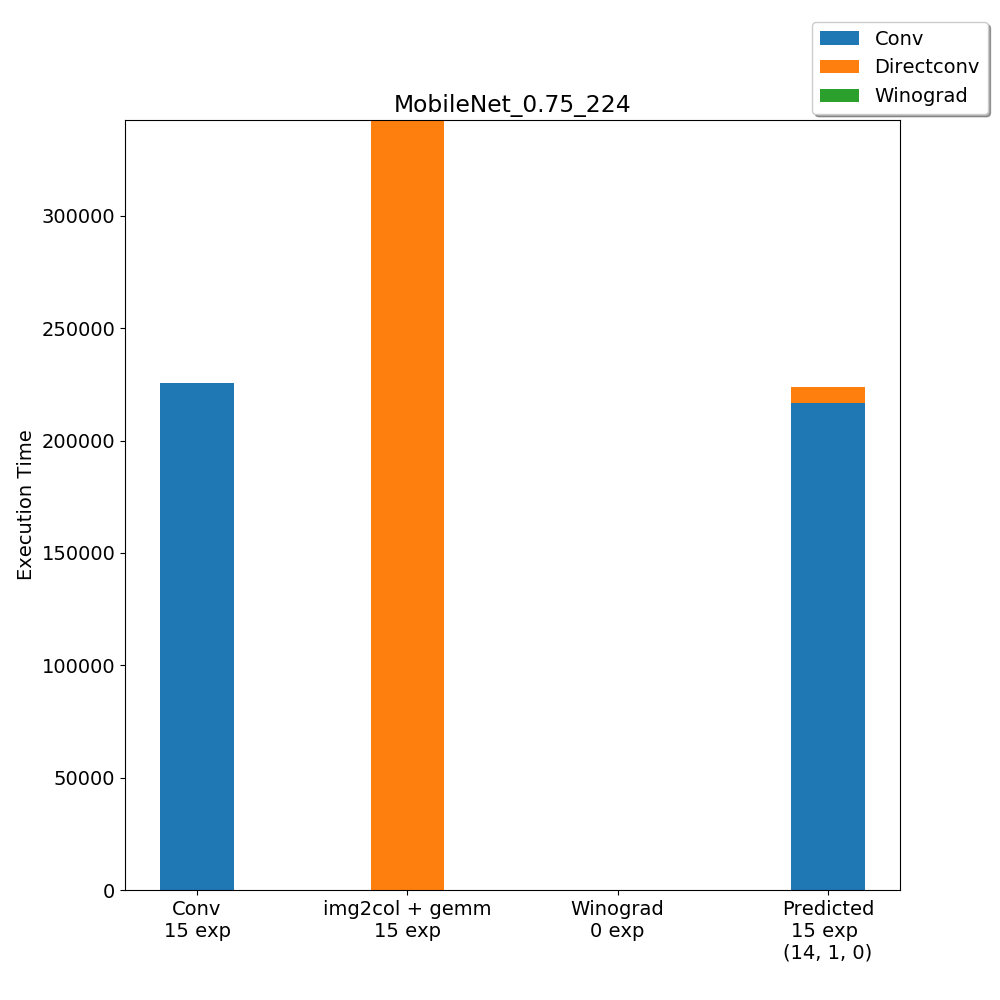 Conv
Directconv
Winograd
MobileNet_0.75_224
Execution Time
300000
250000
200000
150000
100000
50000
0
Conv
15 exp
img2col + gemm
15 exp
Winograd
0 exp
Predicted
15 exp
(14, 1, 0)